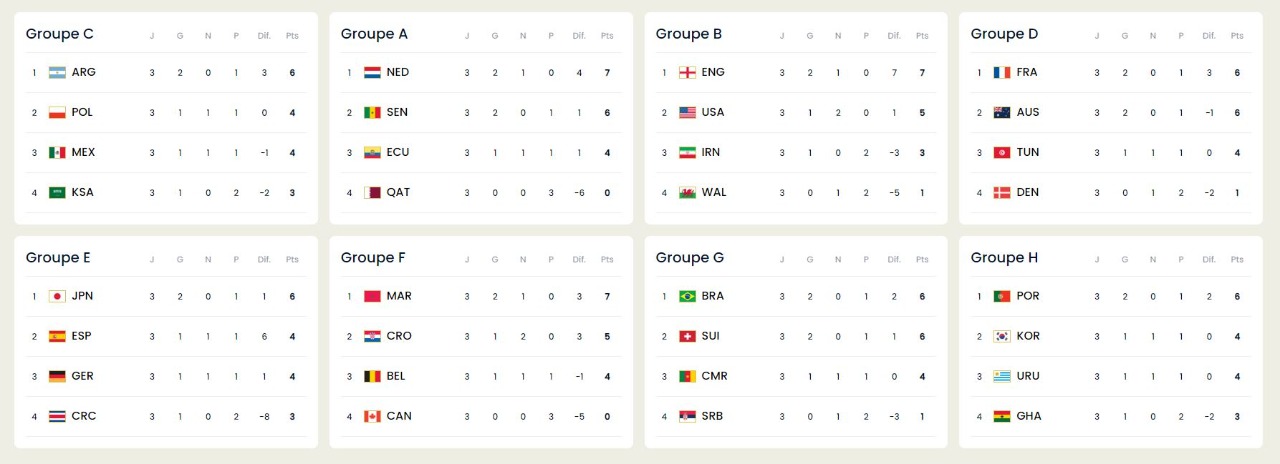 Groupe C J G N P Dif. Pts
1 ARG 3 2 0 1 3 6
2 POL 3 1 1 1 0 4
3 MEX 3 1 1 1 -1 4
4 KSA 3 1 0 2 -2 3
Groupe A J G N P Dif. Pts
1 NED 3 2 1 0 4 7
2 SEN 3 2 0 1 1 6
3 ECU 3 1 1 1 1 4
4 QAT 3 0 0 3 -6 0
Groupe B J G N P Dif. Pts
1 ENG 3 2 1 0 7 7
2 USA 3 1 2 0 1 5
3 IRN 3 1 0 2 -3 3
4 WAL 3 0 1 2 -5 1
Groupe D J G N P Dif. Pts
1 FRA 3 2 0 1 3 6
2 AUS 3 2 0 1 -1 6
3 TUN 3 1 1 1 0 4
4 DEN 3 0 1 2 -2 1
Groupe E J G N P Dif. Pts
1 JPN 3 2 0 1 1 6
2 ESP 3 1 1 1 6 4
3 GER 3 1 1 1 1 4
4 CRC 3 1 0 2 -8 3
Groupe F J G N P Dif. Pts
1 MAR 3 2 1 0 3 7
2 CRO 3 1 2 0 3 5
3 BEL 3 1 1 1 -1 4
4 CAN 3 0 0 3 -5 0
Groupe G J G N P Dif. Pts
1 BRA 3 2 0 1 2 6
2 SUI 3 2 0 1 1 6
3 CMR 3 1 1 1 0 4
4 SRB 3 0 1 2 -3 1
Groupe H J G N P Dif. Pts
1 POR 3 2 0 1 2 6
2 KOR 3 1 1 1 0 4
3 URU 3 1 1 1 0 4
4 GHA 3 1 0 2 -2 3